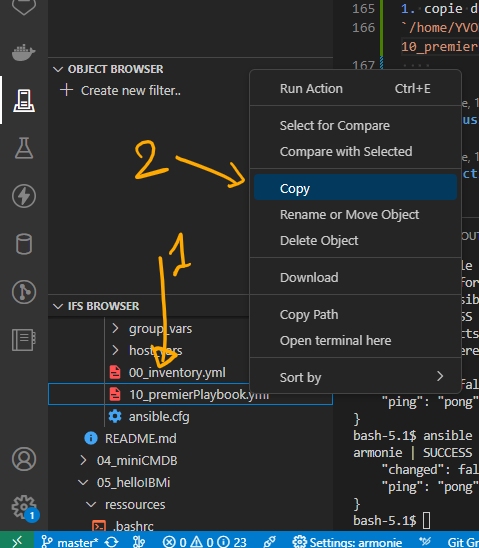 165
1. copie d
166
`/home/YVO
10_premier
167
OBJECT BROWSER
Create new filter..
Run Action Ctrl+E
Select for Compare
Compare with Selected
Copy
Rename or Move Object
Delete Object
Download
Copy Path
Open terminal here
Sort by
2
1
IFS BROWSER
group_vars
host_vars
00_inventory.yml
10_premierPlaybook.yml
ansible.cfg
README.md
04_miniCMDB
05_helloIBMi
ressources
.bashrc
"ping": "pong"
}
bash-5.1$ ansible
armonie | SUCCESS
"changed": fal
"ping": "pong"
}
bash-5.1$
1
master*
0
0
23
Settings: armonie
Git Gr